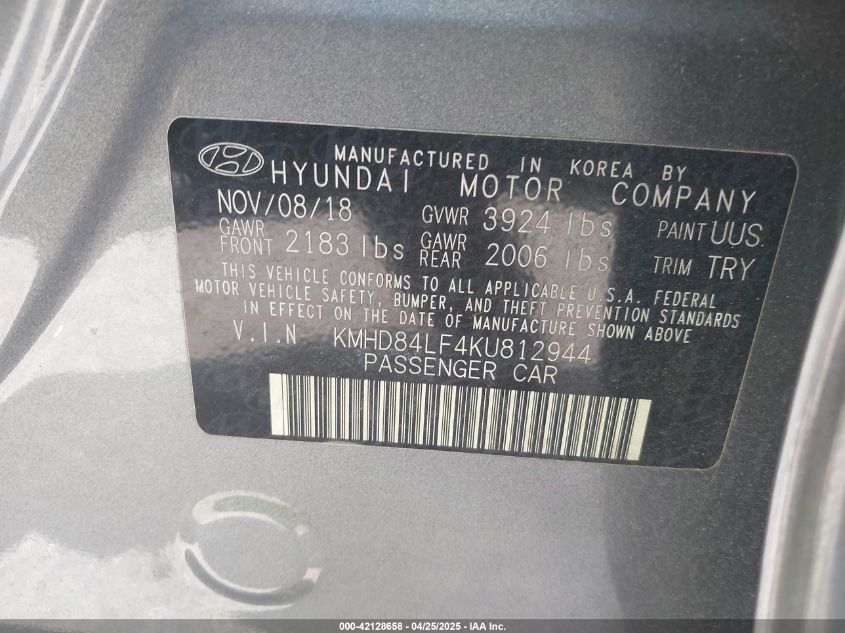 MANUFACTURED IN KOREA BY
HYUNDAI MOTOR COMPANY
NOV/08/18 GVWR 3924 lbs PAINT UUS
GAWR FRONT 2183 lbs GAWR REAR 2006 lbs TRIM TRY
THIS VEHICLE CONFORMS TO ALL APPLICABLE U.S.A. FEDERAL
MOTOR VEHICLE SAFETY, BUMPER, AND THEFT PREVENTION STANDARDS
IN EFFECT ON THE DATE OF MANUFACTURE SHOWN ABOVE
V.I.N KMHD84LF4KU812944
PASSENGER CAR
000-42128658 - 04/25/2025 - IAA Inc.